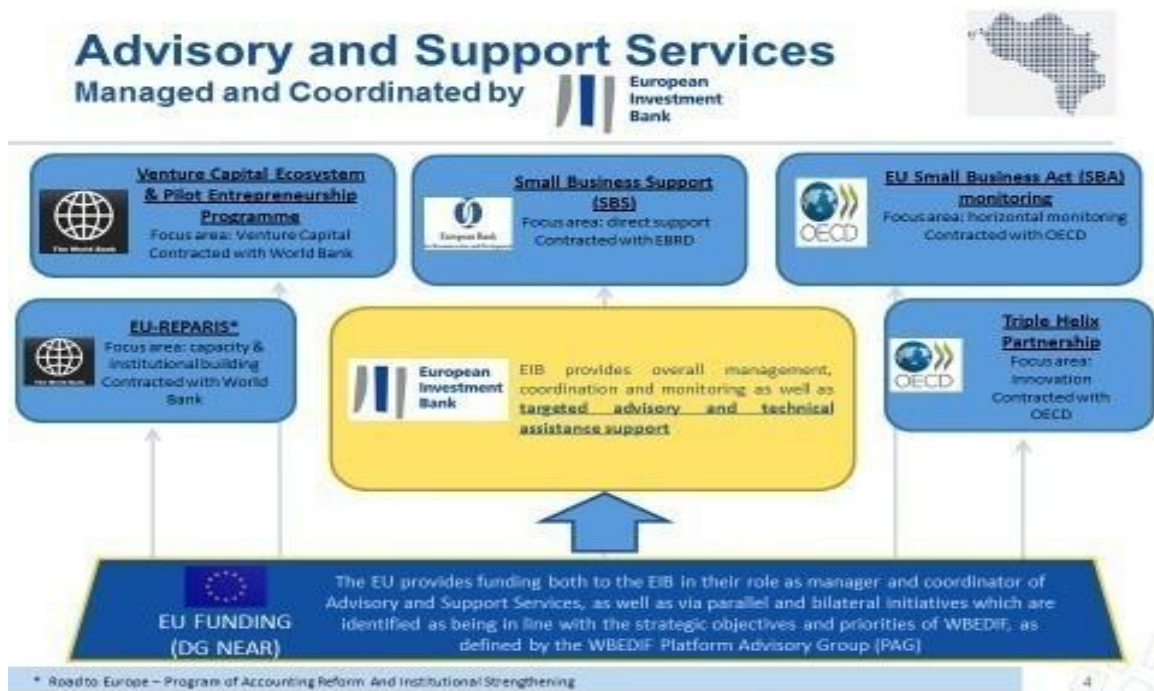 Advisory and Support Services
Managed and Coordinated by
European
Investment
Bank
Venture Capital Ecosystem
& Pilot Entrepreneurship
Programme
Focus area: Venture Capital
Contracted with World Bank
The World Bank
Small Business Support
(SBS)
Focus area: direct support
Contracted with EBRD
European Bank
EU Small Business Act (SBA)
monitoring
Focus area: horizontal monitoring
Contracted with OECD
OECD
EU-REPARIS*
Focus area: capacity &
institutional building
Contracted with World
Bank
The World Bank
European
Investment
Bank
EIB provides overall management,
coordination and monitoring as well as
targeted advisory and technical
assistance support
Triple Helix
Partnership
Focus area:
Innovation
Contracted with
OECD
OECD
EU FUNDING
(DG NEAR)
The EU provides funding both to the EIB in their role as manager and coordinator of
Advisory and Support Services, as well as via parallel and bilateral initiatives which are
identified as being in line with the strategic objectives and priorities of WBEDIF, as
defined by the WBEDIF Platform Advisory Group (PAG)
* Road to Europe – Program of Accounting Reform And Institutional Strengthening
4